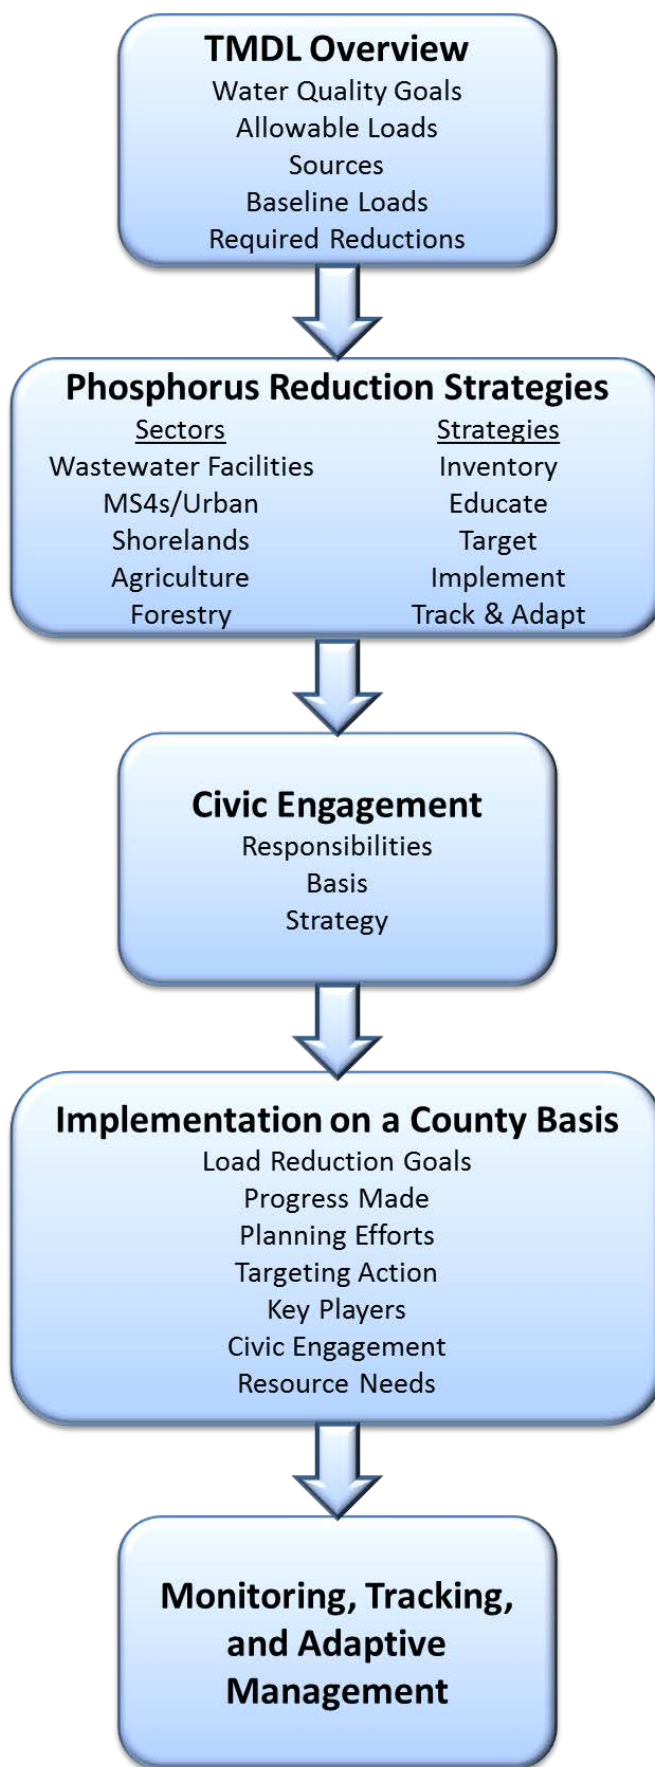 TMDL Overview
Water Quality Goals
Allowable Loads
Sources
Baseline Loads
Required Reductions
Phosphorus Reduction Strategies
Sectors
Wastewater Facilities
MS4s/Urban
Shorelands
Agriculture
Forestry
Strategies
Inventory
Educate
Target
Implement
Track & Adapt
Civic Engagement
Responsibilities
Basis
Strategy
Implementation on a County Basis
Load Reduction Goals
Progress Made
Planning Efforts
Targeting Action
Key Players
Civic Engagement
Resource Needs
Monitoring, Tracking,
and Adaptive
Management